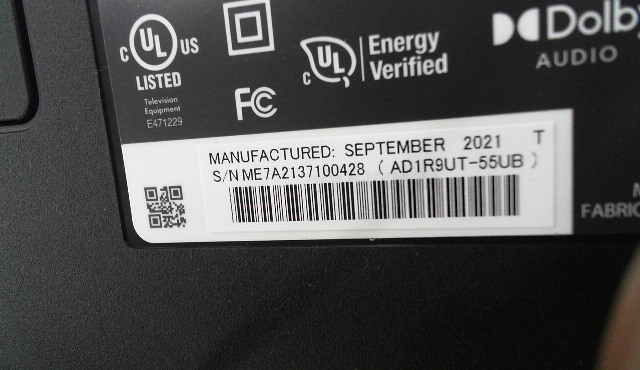 c UL US
LISTED
Television
Equipment
E471229
FC
c UL
Energy
Verified
Dolby
AUDIO
MANUFACTURED: SEPTEMBER 2021 T
S/N ME7A2137100428 ( AD1R9UT-55UB )
FABRIC